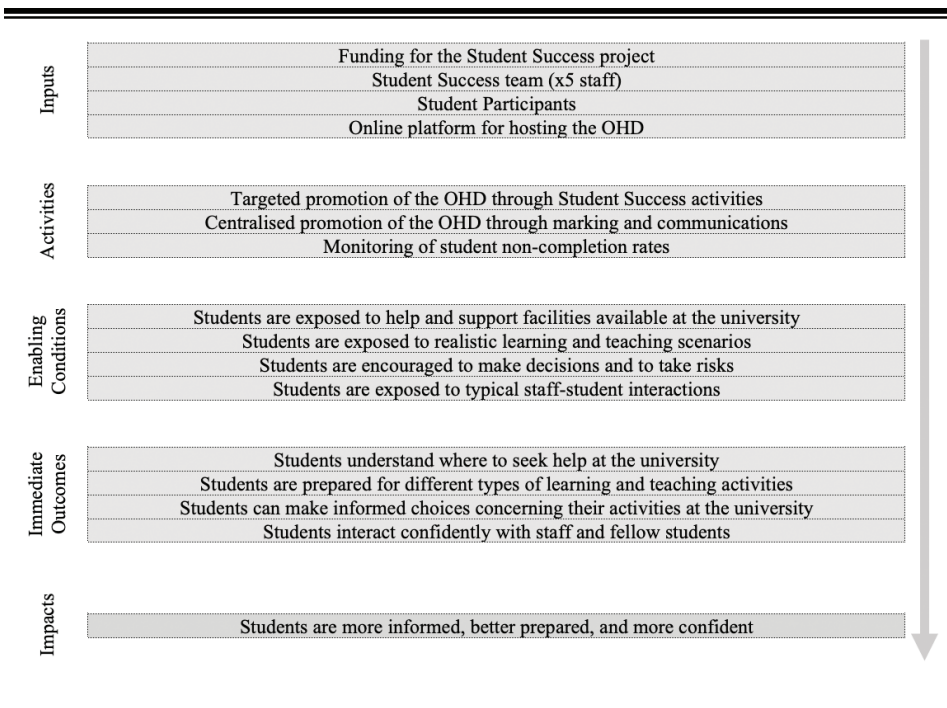 Inputs
Funding for the Student Success project
Student Success team (x5 staff)
Student Participants
Online platform for hosting the OHD
Activities
Targeted promotion of the OHD through Student Success activities
Centralised promotion of the OHD through marking and communications
Monitoring of student non-completion rates
Enabling
Conditions
Students are exposed to help and support facilities available at the university
Students are exposed to realistic learning and teaching scenarios
Students are encouraged to make decisions and to take risks
Students are exposed to typical staff-student interactions
Immediate
Outcomes
Students understand where to seek help at the university
Students are prepared for different types of learning and teaching activities
Students can make informed choices concerning their activities at the university
Students interact confidently with staff and fellow students
Impacts
Students are more informed, better prepared, and more confident